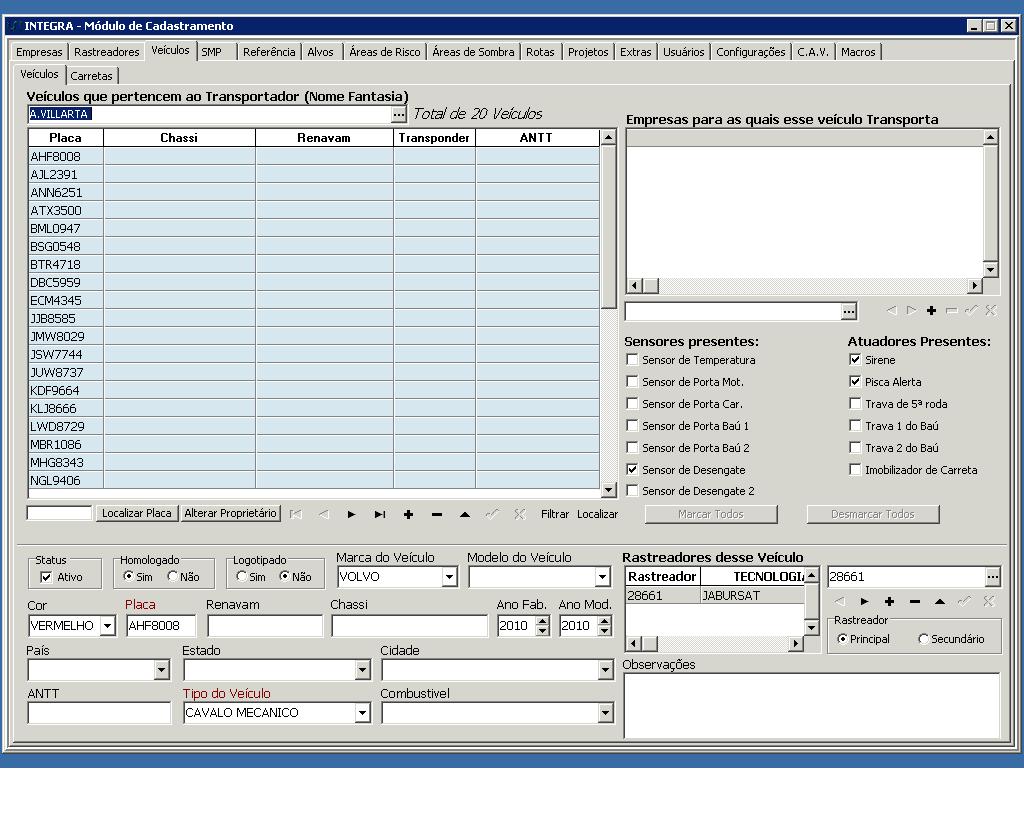 INTEGRA - Módulo de Cadastramento
Empresas Rastreadores Veículos SMP Referência Alvos Áreas de Risco Áreas de Sombra Rotas Projetos Extras Usuários Configurações C.A.V. Macros
Veículos Carretas
Veículos que pertencem ao Transportador (Nome Fantasia)
A.VILLARTA ... Total de 20 Veículos
Empresas para as quais esse veículo Transporta
Placa Chassi Renavam Transponder ANTT
AHF8008
AJL2391
ANN6251
ATX3500
BML0947
BSG0548
BTR4718
DBC5959
ECM4345
JJB8585
JMW8029
JSW7744
JUW8737
KDF9664
KLJ8666
LWD8729
MBR1086
MHG8343
NGL9406
...
Sensores presentes: Atuadores Presentes:
Sensor de Temperatura Sirene
Sensor de Porta Mot. Pisca Alerta
Sensor de Porta Car. Trava de 5ª roda
Sensor de Porta Baú 1 Trava 1 do Baú
Sensor de Porta Baú 2 Trava 2 do Baú
Sensor de Desengate Imobilizador de Carreta
Sensor de Desengate 2
Localizar Placa Alterar Proprietário Filtrar Localizar Marcar Todos Desmarcar Todos
Status Homologado Logotipado Marca do Veículo Modelo do Veículo
Ativo Sim Não Sim Não VOLVO
Cor Placa Renavam Chassi Ano Fab. Ano Mod.
VERMELHO AHF8008 2010 2010
País Estado Cidade
ANTT Tipo do Veículo Combustivel
CAVALO MECANICO
Rastreadores desse Veículo
Rastreador TECNOLOGIA 28661 ...
28661 JABURSAT
Rastreador
Principal Secundário
Observações